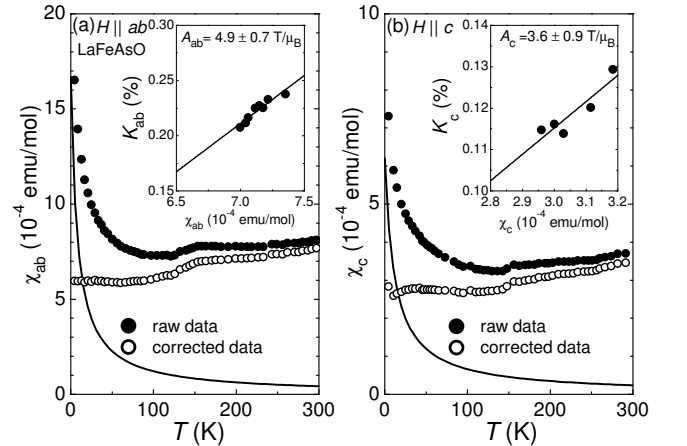 (a) H || ab
LaFeAsO
A_ab = 4.9 ± 0.7 T/μ_B
K_ab (%)
0.30
0.25
0.20
0.15
6.5 7.0 7.5
χ_ab (10⁻⁴ emu/mol)
χ_ab (10⁻⁴ emu/mol)
20
15
10
5
0
raw data
corrected data
0 100 200 300
T (K)
(b) H || c
A_c = 3.6 ± 0.9 T/μ_B
K_c (%)
0.14
0.13
0.12
0.11
0.10
2.8 3.0 3.2
χ_c (10⁻⁴ emu/mol)
χ_c (10⁻⁴ emu/mol)
10
5
0
raw data
corrected data
0 100 200 300
T (K)